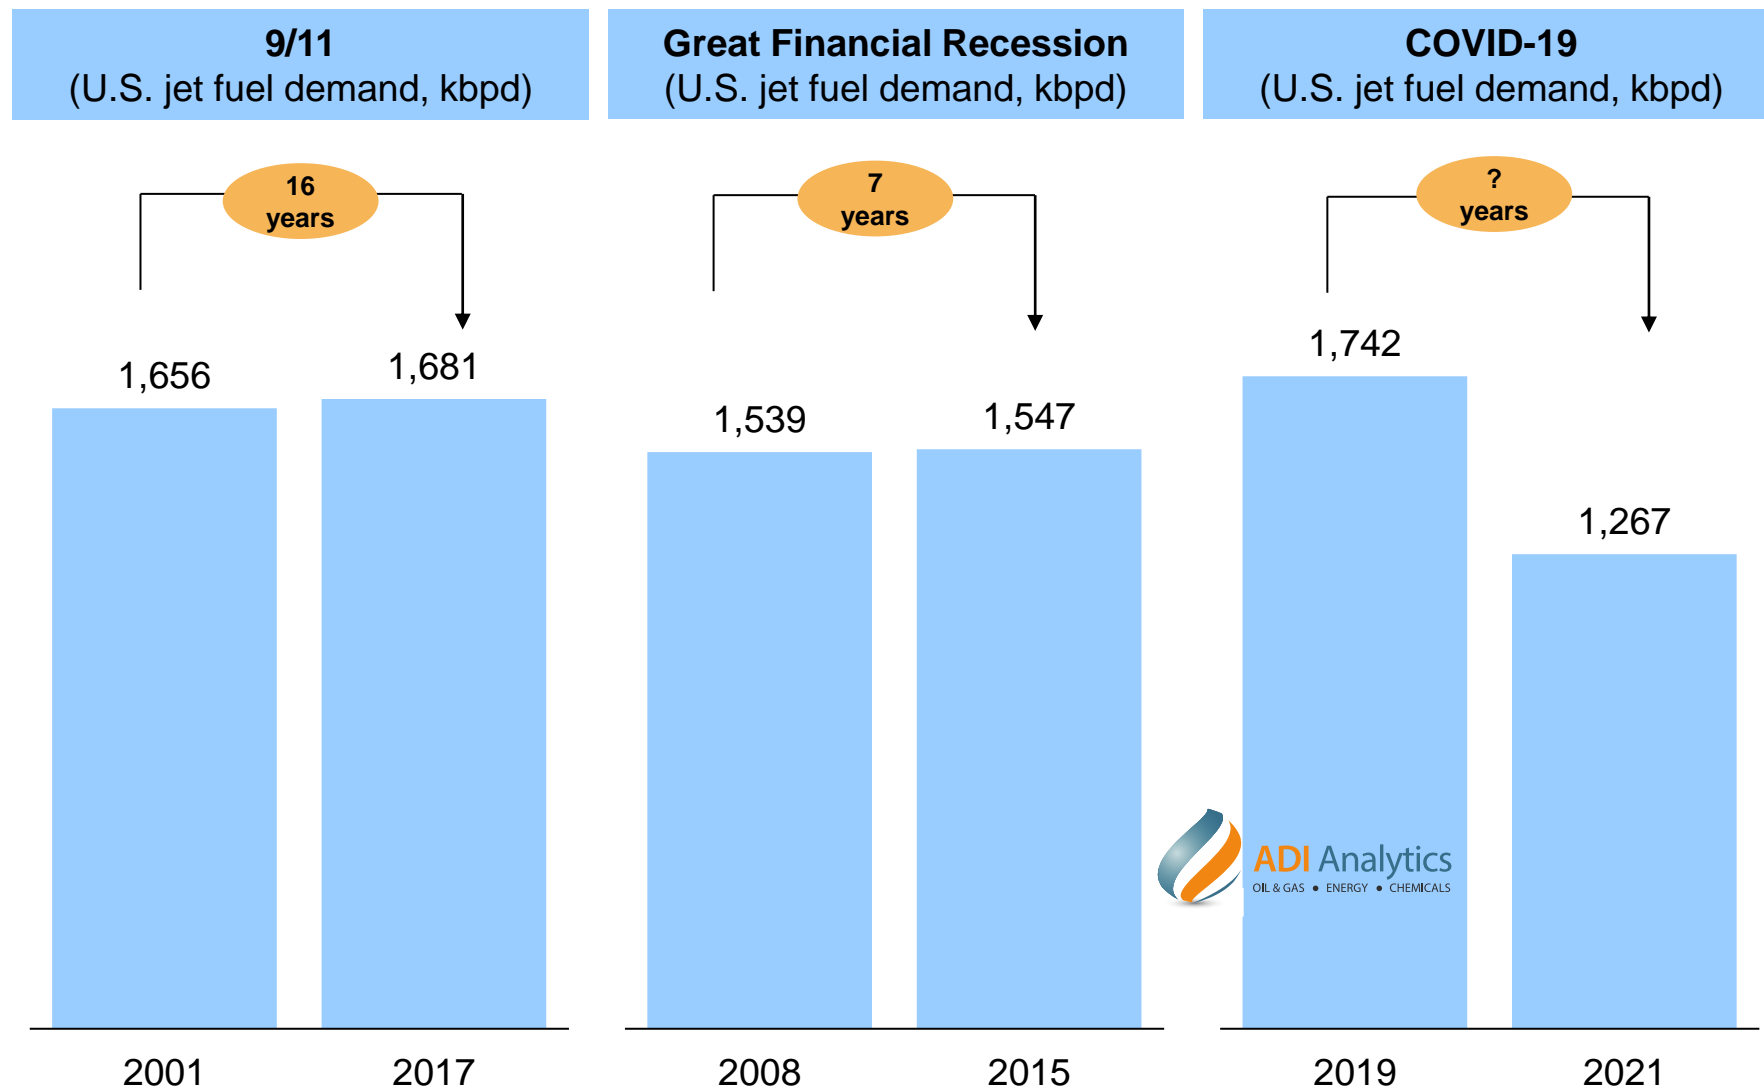 9/11
(U.S. jet fuel demand, kbpd)
16
years
1,656
1,681
2001
2017
Great Financial Recession
(U.S. jet fuel demand, kbpd)
7
years
1,539
1,547
2008
2015
COVID-19
(U.S. jet fuel demand, kbpd)
?
years
1,742
1,267
ADI Analytics
OIL & GAS ● ENERGY ● CHEMICALS
2019
2021